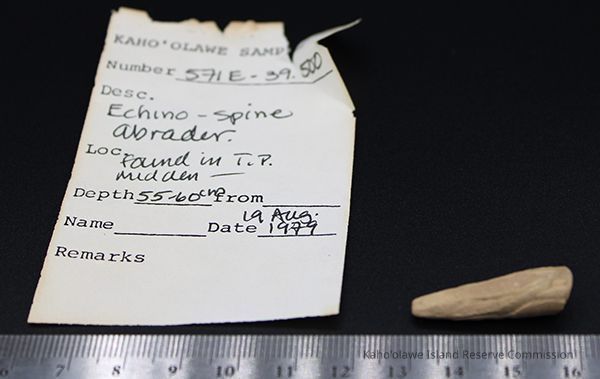 KAHO'OLAWE SAMP
Number 571E-39.500
Desc.
Echino-spine
abrader.
Loc. Found in T.P.
midden —
Depth 55-60cm from
Name Date 19 Aug. 1979
Remarks
Kaho'olawe Island Reserve Commission
6 7 8 9 10 11 12 13 14 15 16